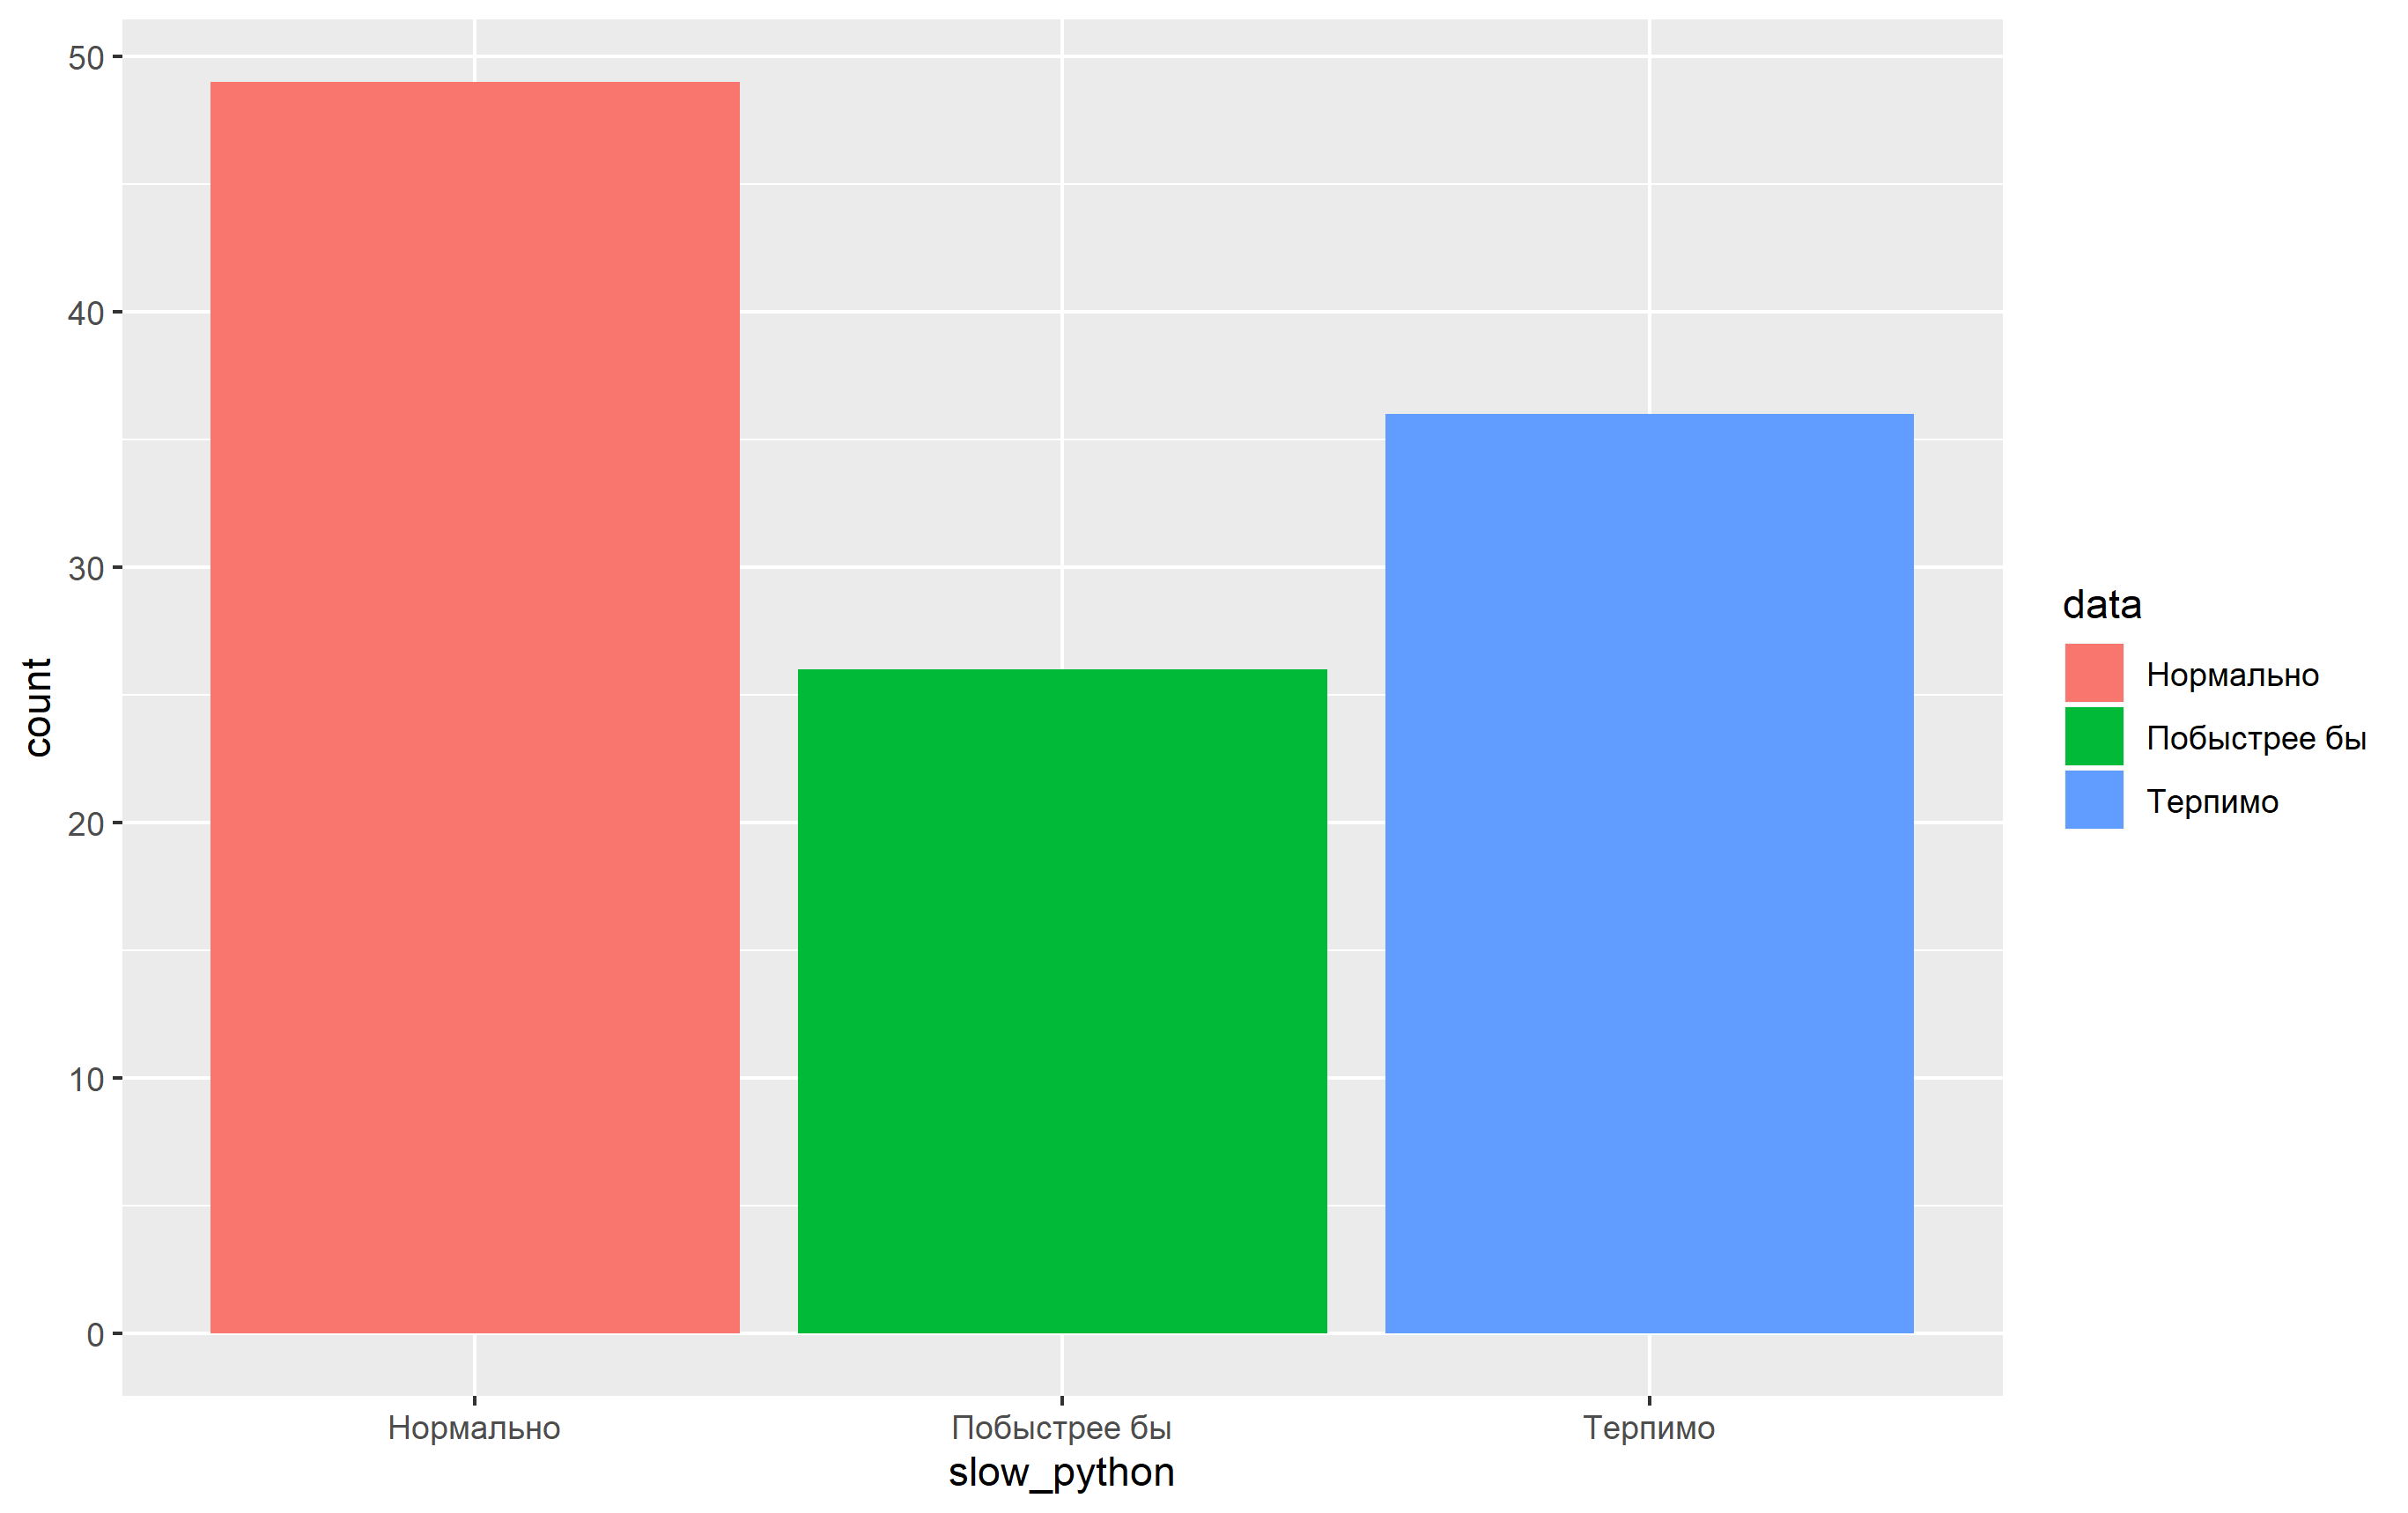 50
40
30
20
10
0
count
Нормально
Побыстрее бы
Терпимо
slow_python
data
Нормально
Побыстрее бы
Терпимо